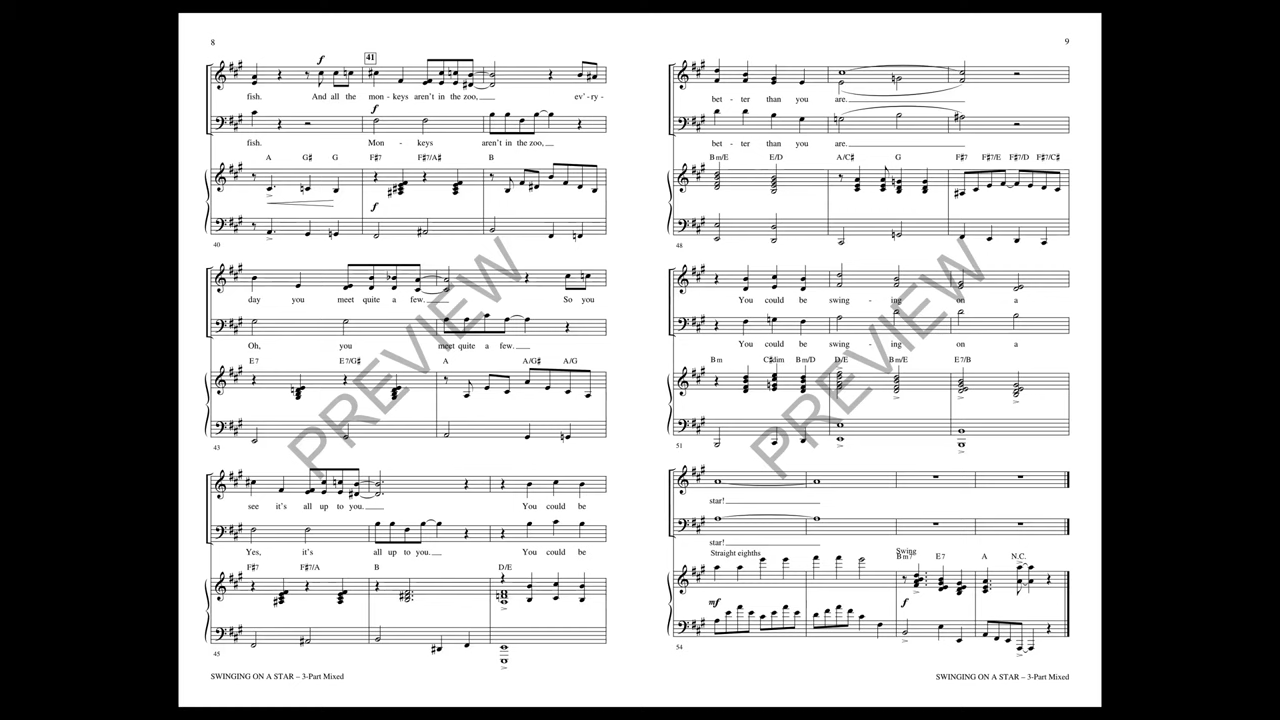 8
f 41
fish. And all the mon - keys aren't in the zoo, ev'-ry -
f
fish. Mon - keys aren't in the zoo,
A G♯ G F♯7 F♯7/A♯ B
f
40
day you meet quite a few. So you
Oh, you meet quite a few.
E7 E7/G♯ A A/G♯ A/G
43
see it's all up to you. You could be
Yes, it's all up to you. You could be
F♯7 F♯7/A B D/E
45
SWINGING ON A STAR – 3-Part Mixed
9
bet - ter than you are.
bet - ter than you are.
Bm/E E/D A/C♯ G F♯7 F♯7/E F♯7/D F♯7/C♯
48
You could be swing - ing on a
You could be swing - ing on a
Bm C♯dim Bm/D D/E Bm/E E7/B
51
star!
star!
Straight eighths Swing
Bm7 E7 A N.C.
mf f
54
SWINGING ON A STAR – 3-Part Mixed
PREVIEW
PREVIEW